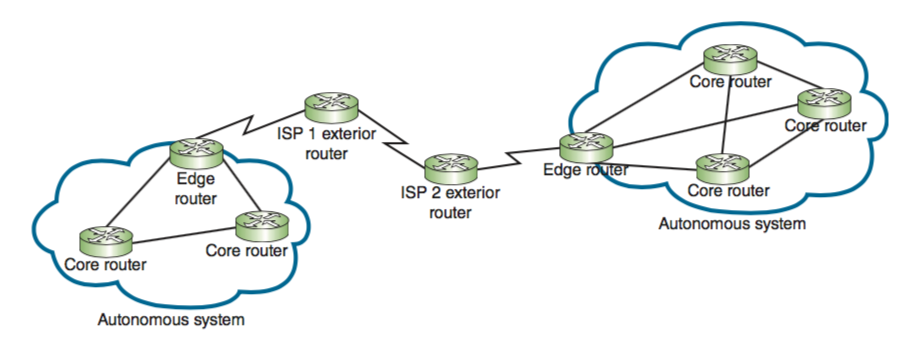 Core router
Core router
ISP 1 exterior
router
Edge router
Core router
ISP 2 exterior
router
Edge
router
Autonomous system
Core router
Core router
Autonomous system